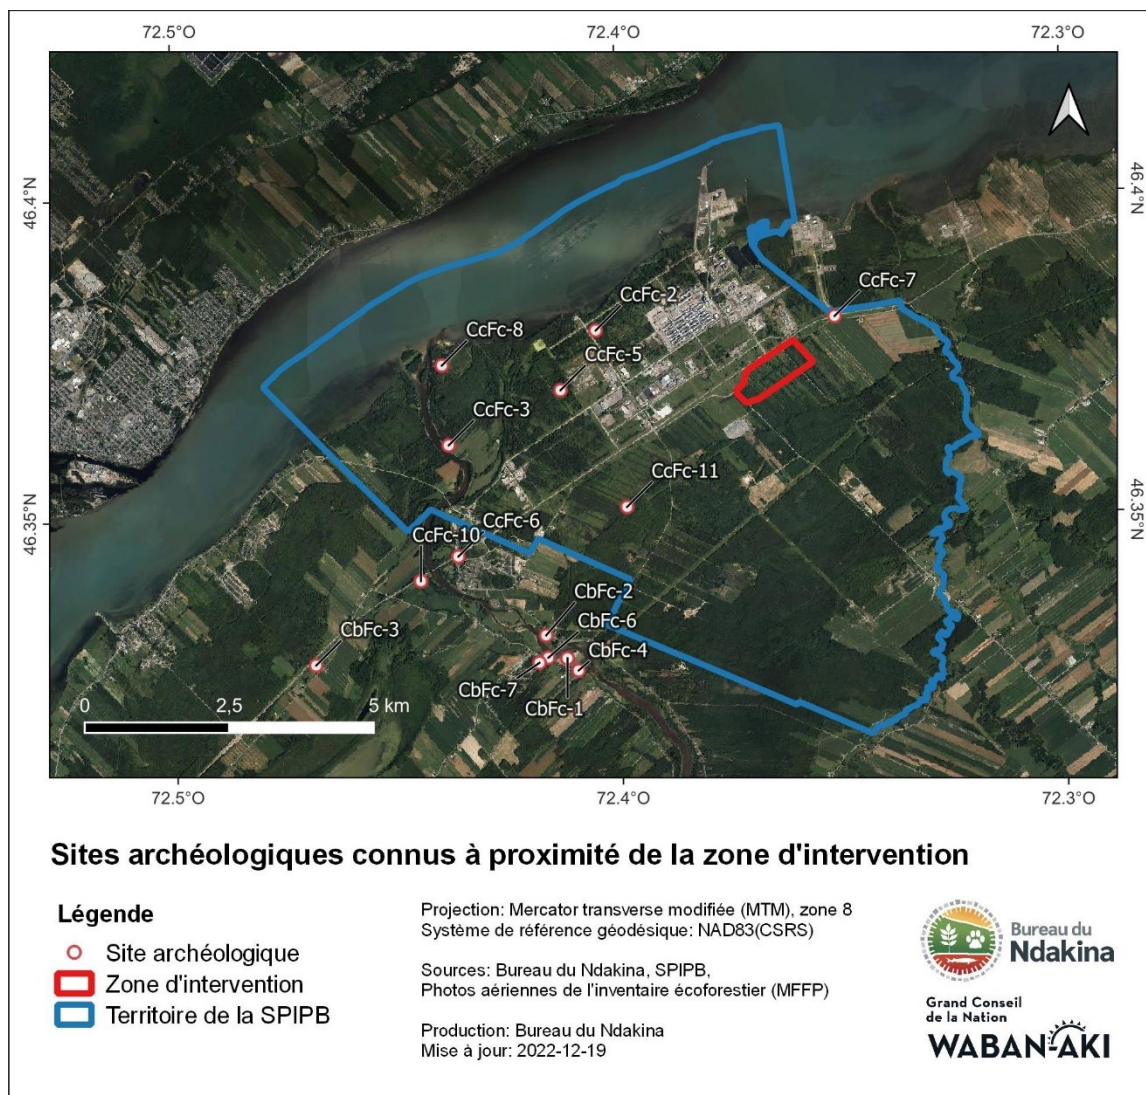 72.5°O
72.4°O
72.3°O
46.4°N
46.4°N
CcFc-7
CcFc-2
CcFc-8
CcFc-5
CcFc-3
CcFc-11
46.35°N
46.35°N
CcFc-6
CcFc-10
CbFc-2
CbFc-6
CbFc-3
CbFc-4
CbFc-7
CbFc-1
0
2,5
5 km
72.5°O
72.4°O
72.3°O
Sites archéologiques connus à proximité de la zone d'intervention
Légende
Site archéologique
Zone d'intervention
Territoire de la SPIPB
Projection: Mercator transverse modifiée (MTM), zone 8
Système de référence géodésique: NAD83(CSRS)
Sources: Bureau du Ndakina, SPIPB,
Photos aériennes de l'inventaire écoforestier (MFFP)
Production: Bureau du Ndakina
Mise à jour: 2022-12-19
Bureau du
Ndakina
Grand Conseil
de la Nation
WABAN-AKI